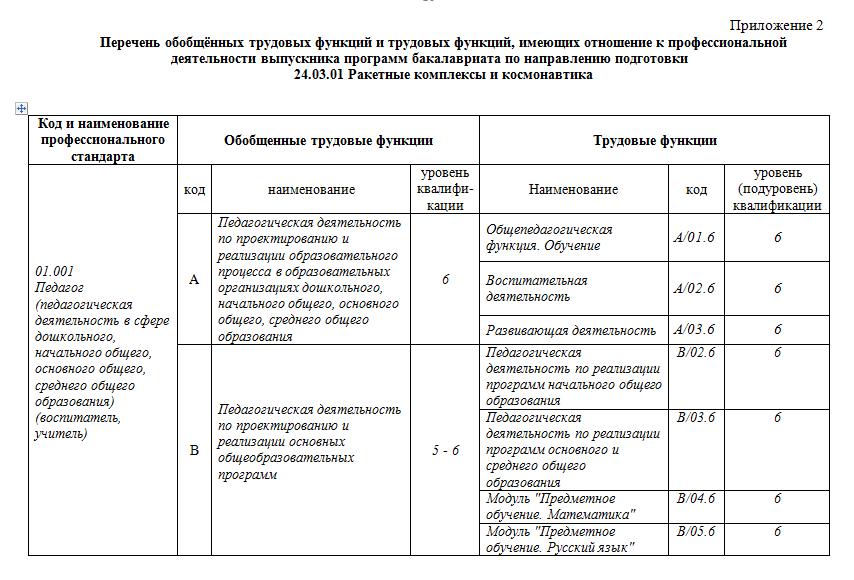 Приложение 2
Перечень обобщённых трудовых функций и трудовых функций, имеющих отношение к профессиональной
деятельности выпускника программ бакалавриата по направлению подготовки
24.03.01 Ракетные комплексы и космонавтика
Код и наименование
профессионального
стандарта
Обобщенные трудовые функции
Трудовые функции
код
наименование
уровень
квалифи-
кации
Наименование
код
уровень
(подуровень)
квалификации
01.001
Педагог
(педагогическая
деятельность в сфере
дошкольного,
начального общего,
основного общего,
среднего общего
образования)
(воспитатель,
учитель)
А
Педагогическая деятельность
по проектированию и
реализации образовательного
процесса в образовательных
организациях дошкольного,
начального общего, основного
общего, среднего общего
образования
6
Общепедагогическая
функция. Обучение
A/01.6
6
Воспитательная
деятельность
A/02.6
6
Развивающая деятельность
A/03.6
6
В
Педагогическая деятельность
по проектированию и
реализации основных
общеобразовательных
программ
5 - 6
Педагогическая
деятельность по реализации
программ начального общего
образования
B/02.6
6
Педагогическая
деятельность по реализации
программ основного и
среднего общего
образования
B/03.6
6
Модуль "Предметное
обучение. Математика"
B/04.6
6
Модуль "Предметное
обучение. Русский язык"
B/05.6
6